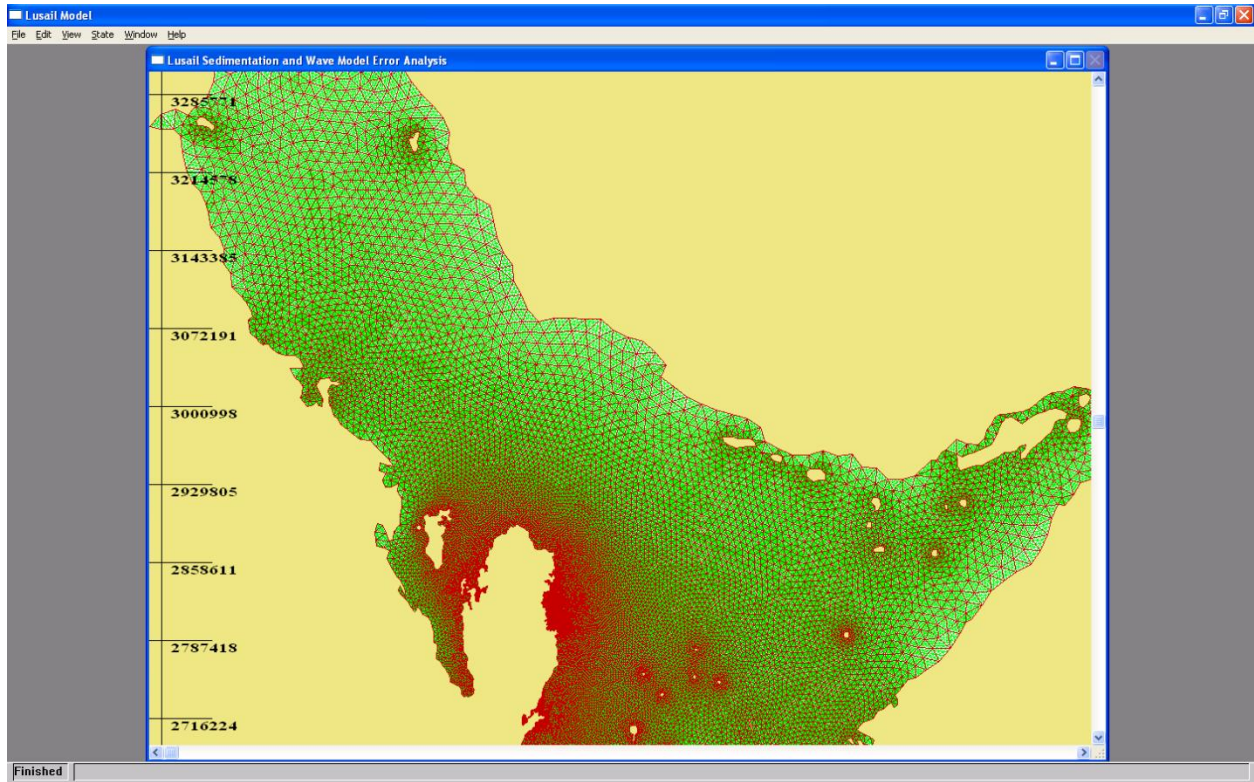 Lusail Model
File Edit View State Window Help
Lusail Sedimentation and Wave Model Error Analysis
3285771
3214578
3143385
3072191
3000998
2929805
2858611
2787418
2716224
Finished